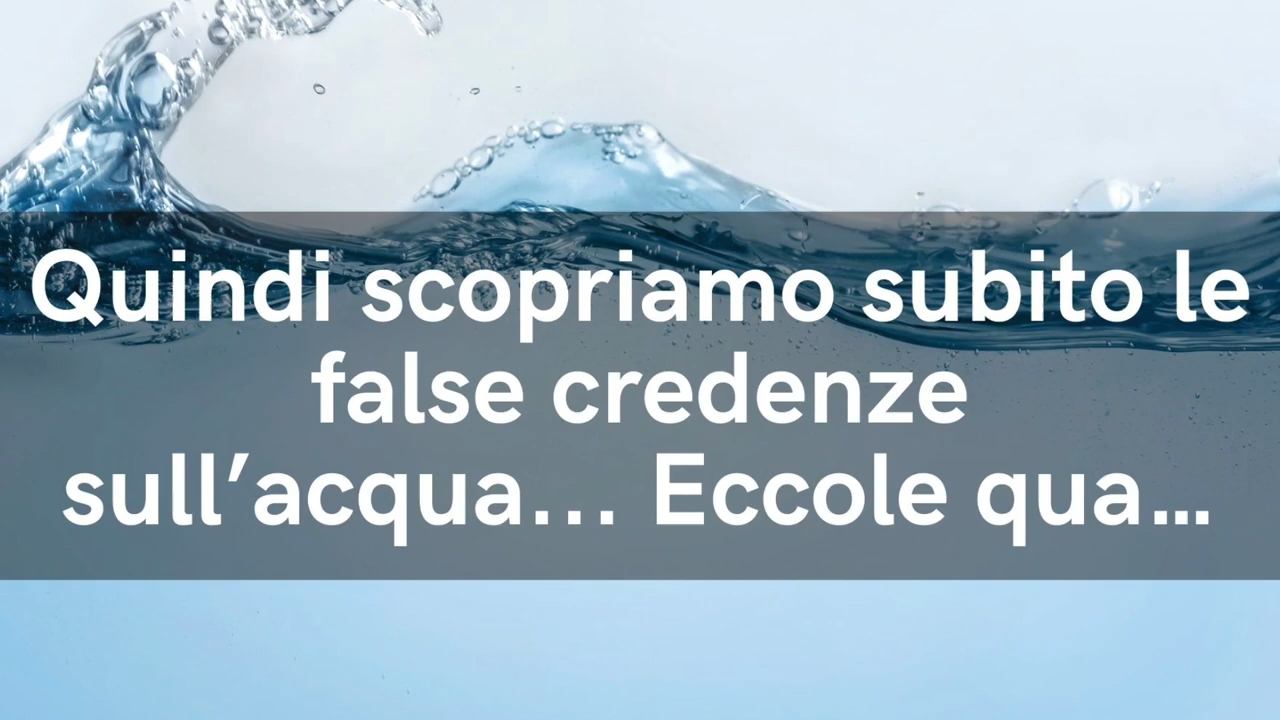 Quindi scopriamo subito le
false credenze
sull’acqua... Eccole qua…